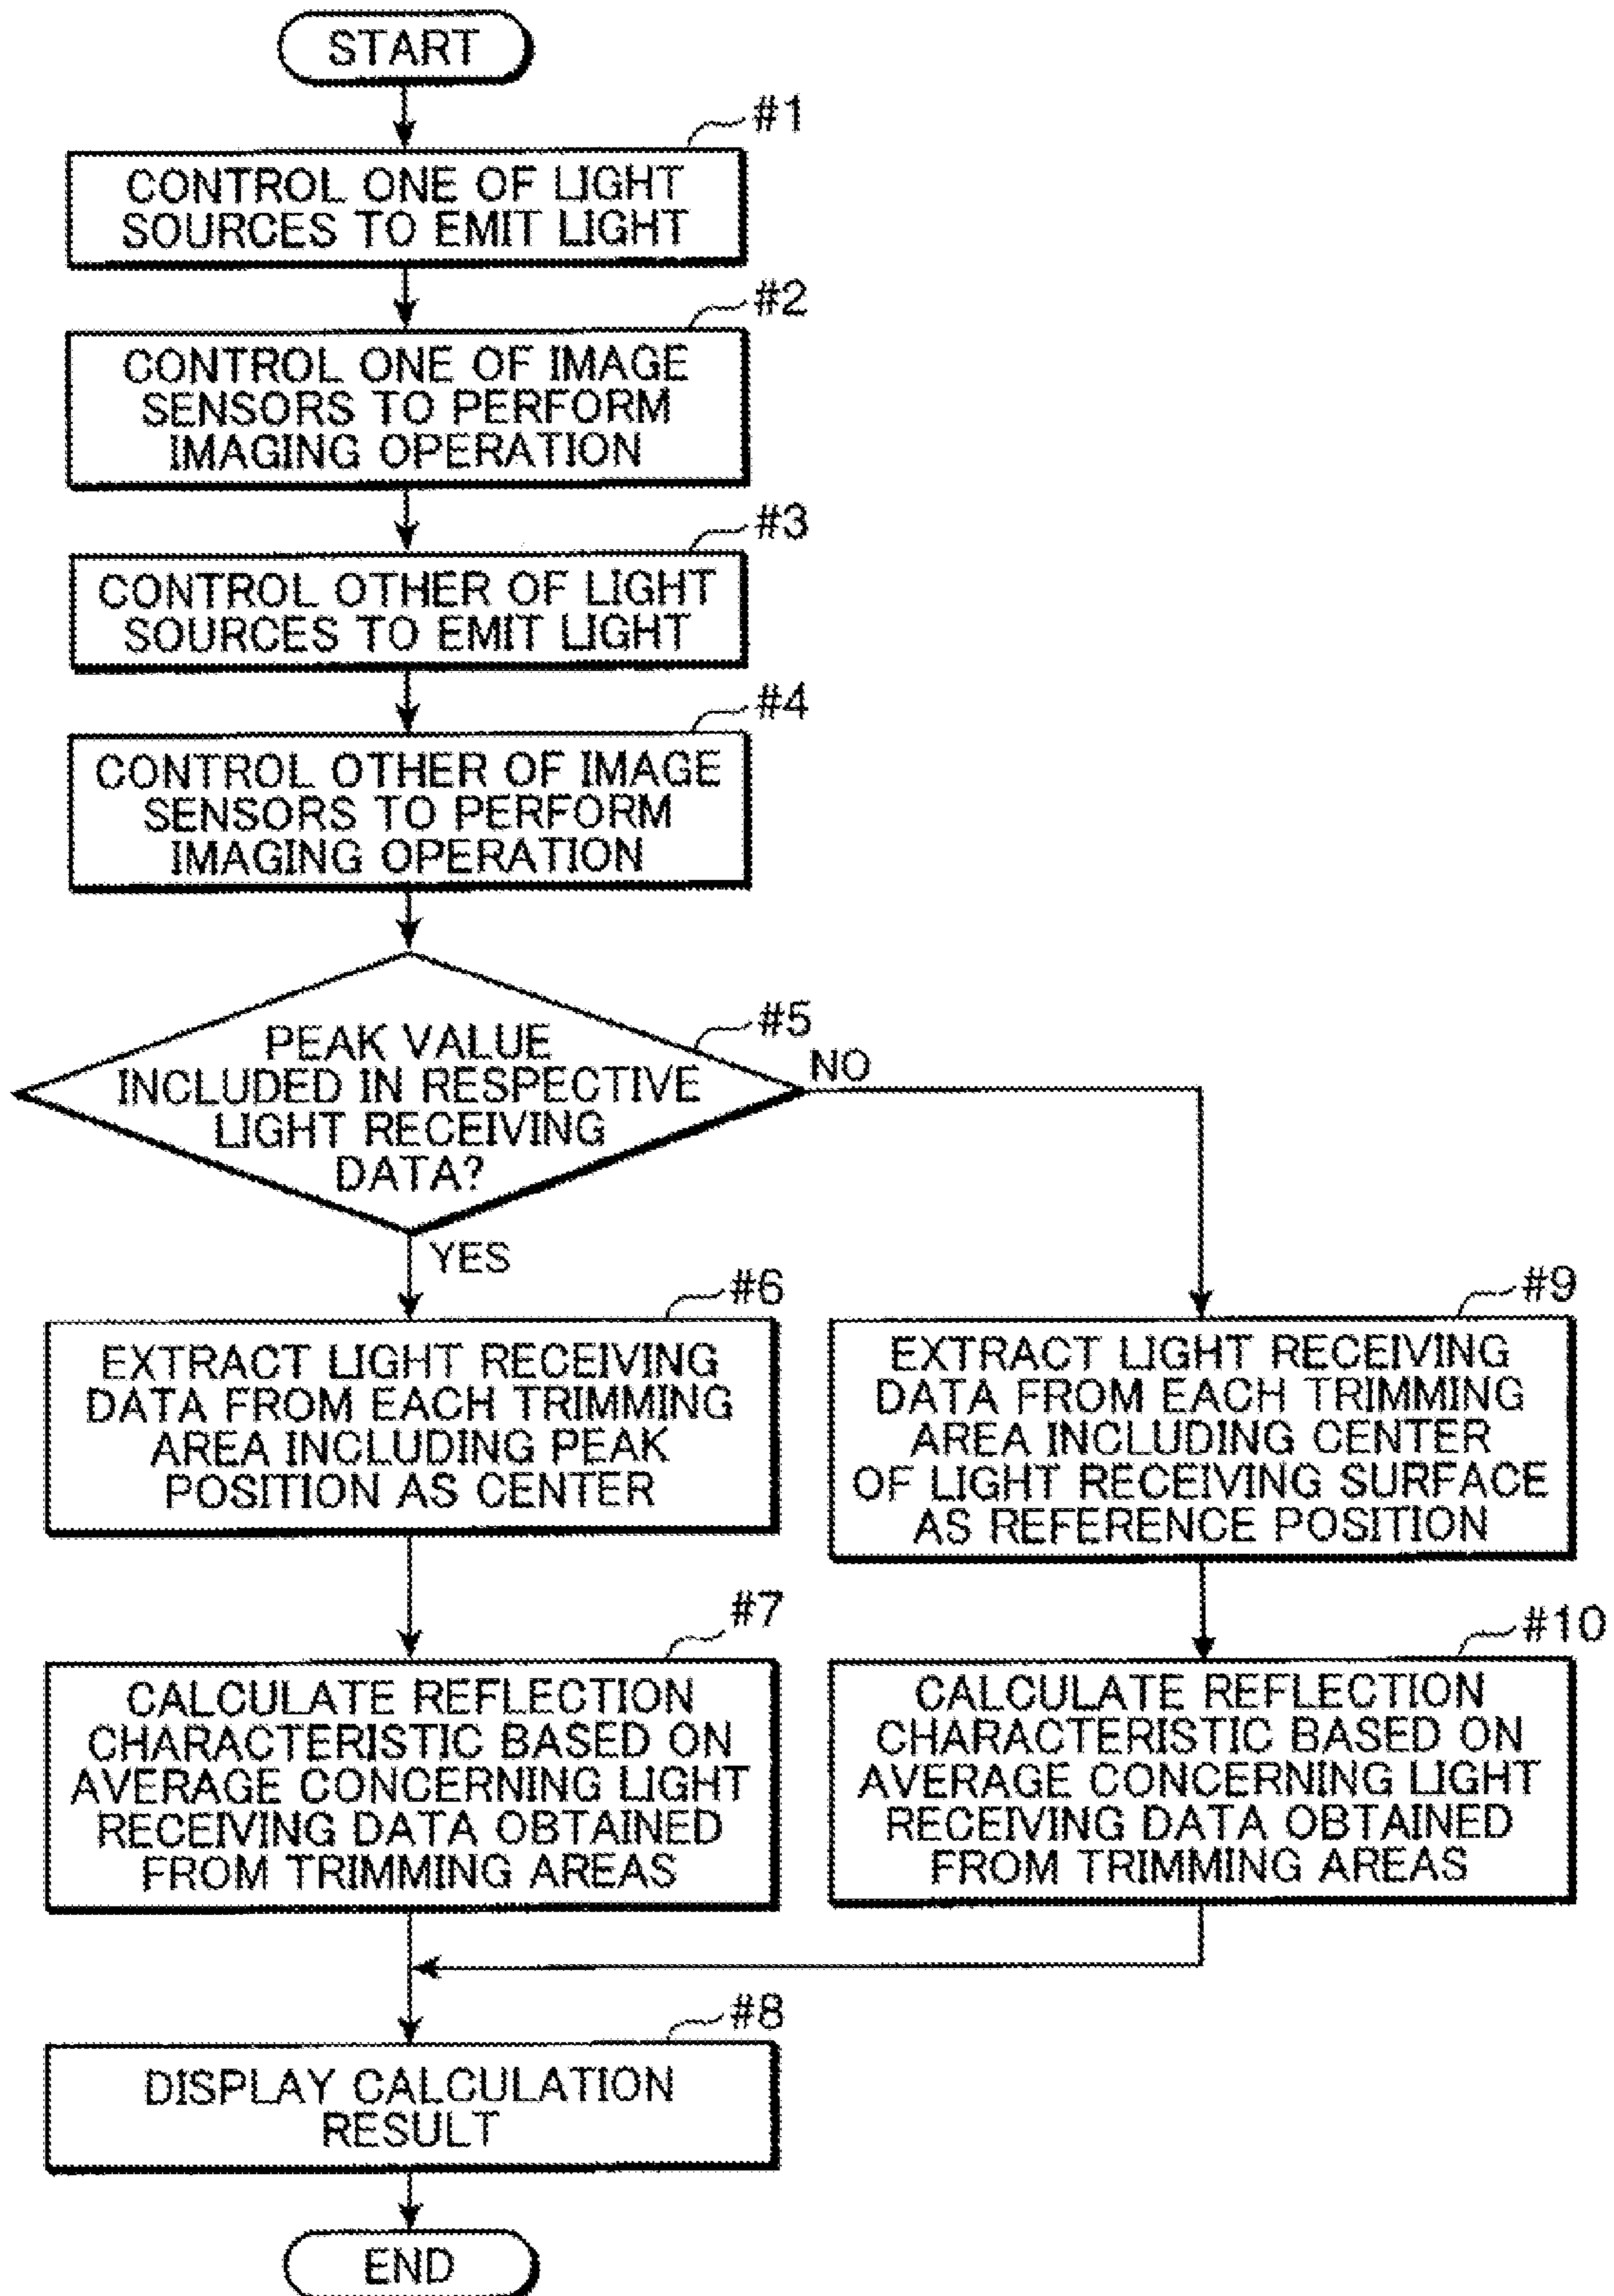 START
#1
CONTROL ONE OF LIGHT
SOURCES TO EMIT LIGHT
#2
CONTROL ONE OF IMAGE
SENSORS TO PERFORM
IMAGING OPERATION
#3
CONTROL OTHER OF LIGHT
SOURCES TO EMIT LIGHT
#4
CONTROL OTHER OF IMAGE
SENSORS TO PERFORM
IMAGING OPERATION
#5
PEAK VALUE
INCLUDED IN RESPECTIVE
LIGHT RECEIVING
DATA?
NO
YES
#6
EXTRACT LIGHT RECEIVING
DATA FROM EACH TRIMMING
AREA INCLUDING PEAK
POSITION AS CENTER
#7
CALCULATE REFLECTION
CHARACTERISTIC BASED ON
AVERAGE CONCERNING LIGHT
RECEIVING DATA OBTAINED
FROM TRIMMING AREAS
#9
EXTRACT LIGHT RECEIVING
DATA FROM EACH TRIMMING
AREA INCLUDING CENTER
OF LIGHT RECEIVING SURFACE
AS REFERENCE POSITION
#10
CALCULATE REFLECTION
CHARACTERISTIC BASED ON
AVERAGE CONCERNING LIGHT
RECEIVING DATA OBTAINED
FROM TRIMMING AREAS
#8
DISPLAY CALCULATION
RESULT
END